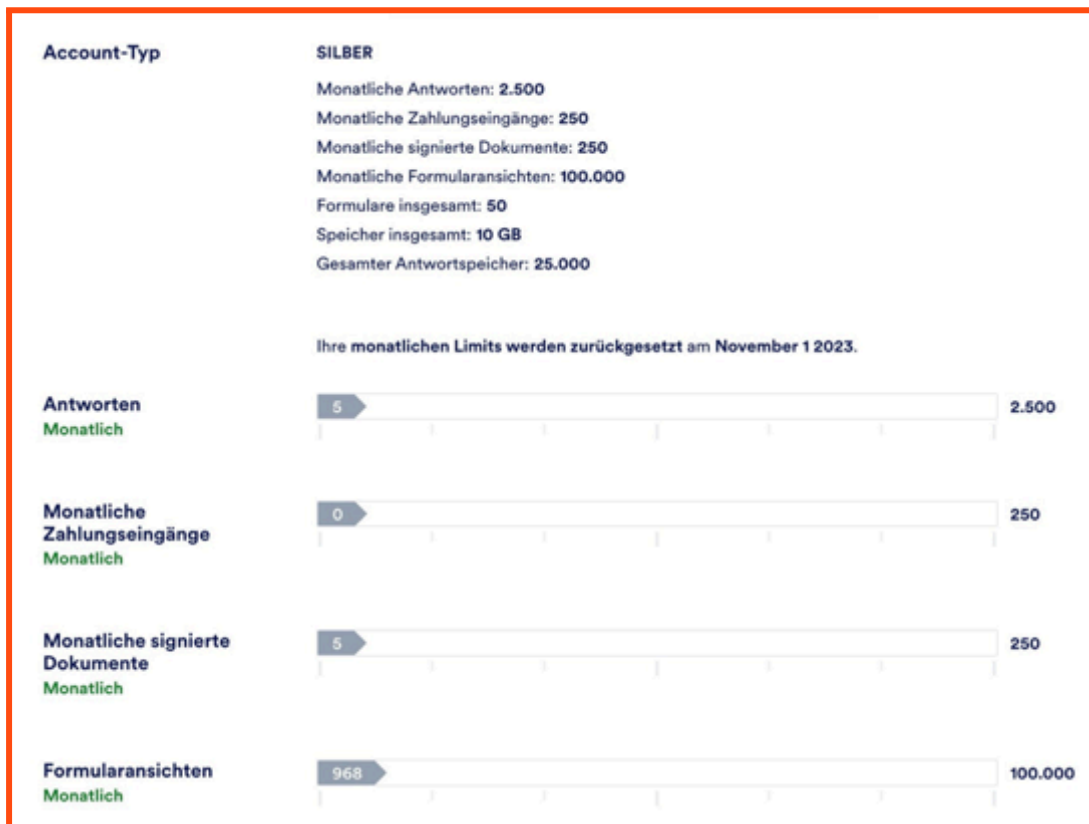 Account-Typ
SILBER
Monatliche Antworten: 2.500
Monatliche Zahlungseingänge: 250
Monatliche signierte Dokumente: 250
Monatliche Formularansichten: 100.000
Formulare insgesamt: 50
Speicher insgesamt: 10 GB
Gesamter Antwortspeicher: 25.000
Ihre monatlichen Limits werden zurückgesetzt am November 1 2023.
Antworten
Monatlich
5
2.500
Monatliche
Zahlungseingänge
Monatlich
0
250
Monatliche signierte
Dokumente
Monatlich
5
250
Formularansichten
Monatlich
968
100.000